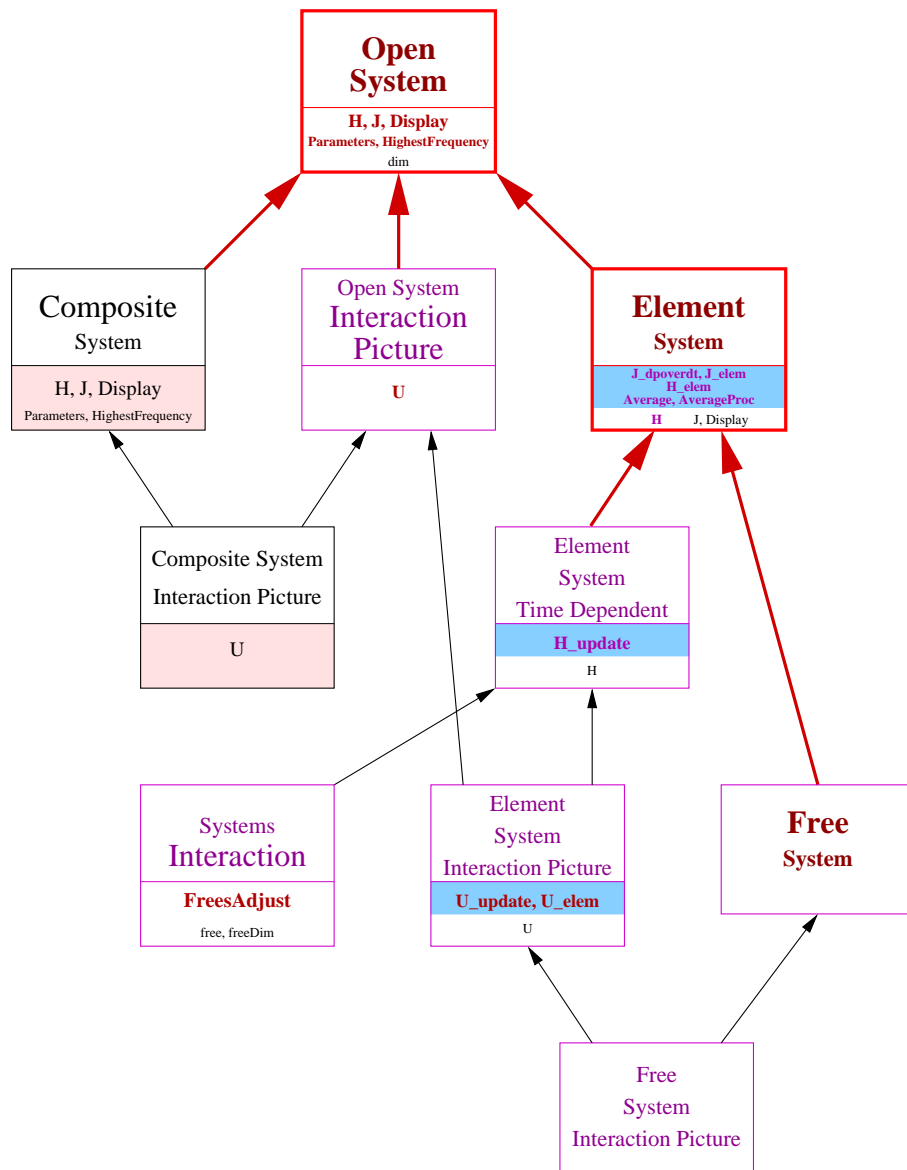 Open
System
H, J, Display
Parameters, HighestFrequency
dim
Composite
System
H, J, Display
Parameters, HighestFrequency
Open System
Interaction
Picture
U
Element
System
J_dpoverdt, J_elem
H_elem
Average, AverageProc
H J, Display
Composite System
Interaction Picture
U
Element
System
Time Dependent
H_update
H
Systems
Interaction
FreesAdjust
free, freeDim
Element
System
Interaction Picture
U_update, U_elem
U
Free
System
Free
System
Interaction Picture